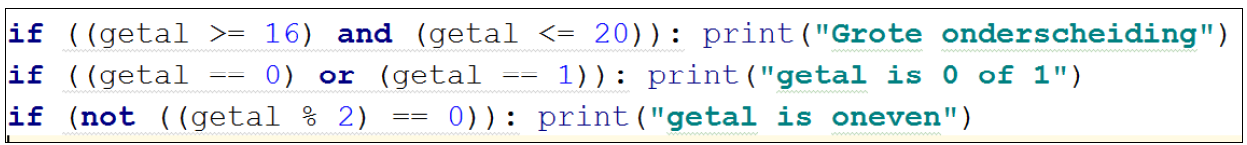 if ((getal >= 16) and (getal <= 20)): print("Grote onderscheiding")
if ((getal == 0) or (getal == 1)): print("getal is 0 of 1")
if (not ((getal % 2) == 0)): print("getal is oneven")